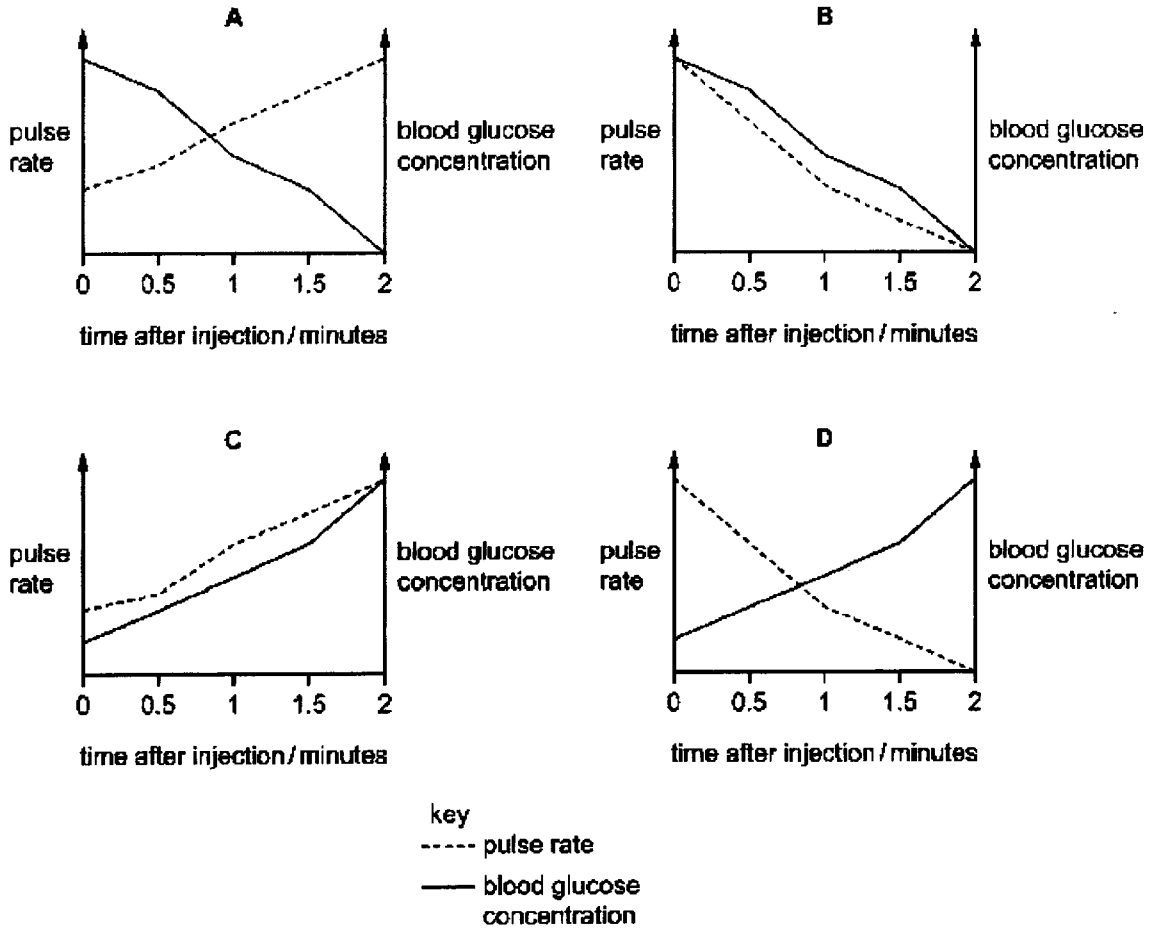 A
pulse
rate
blood glucose
concentration
0 0.5 1 1.5 2
time after injection/minutes
B
pulse
rate
blood glucose
concentration
0 0.5 1 1.5 2
time after injection/minutes
C
pulse
rate
blood glucose
concentration
0 0.5 1 1.5 2
time after injection/minutes
D
pulse
rate
blood glucose
concentration
0 0.5 1 1.5 2
time after injection/minutes
key
pulse rate
blood glucose
concentration